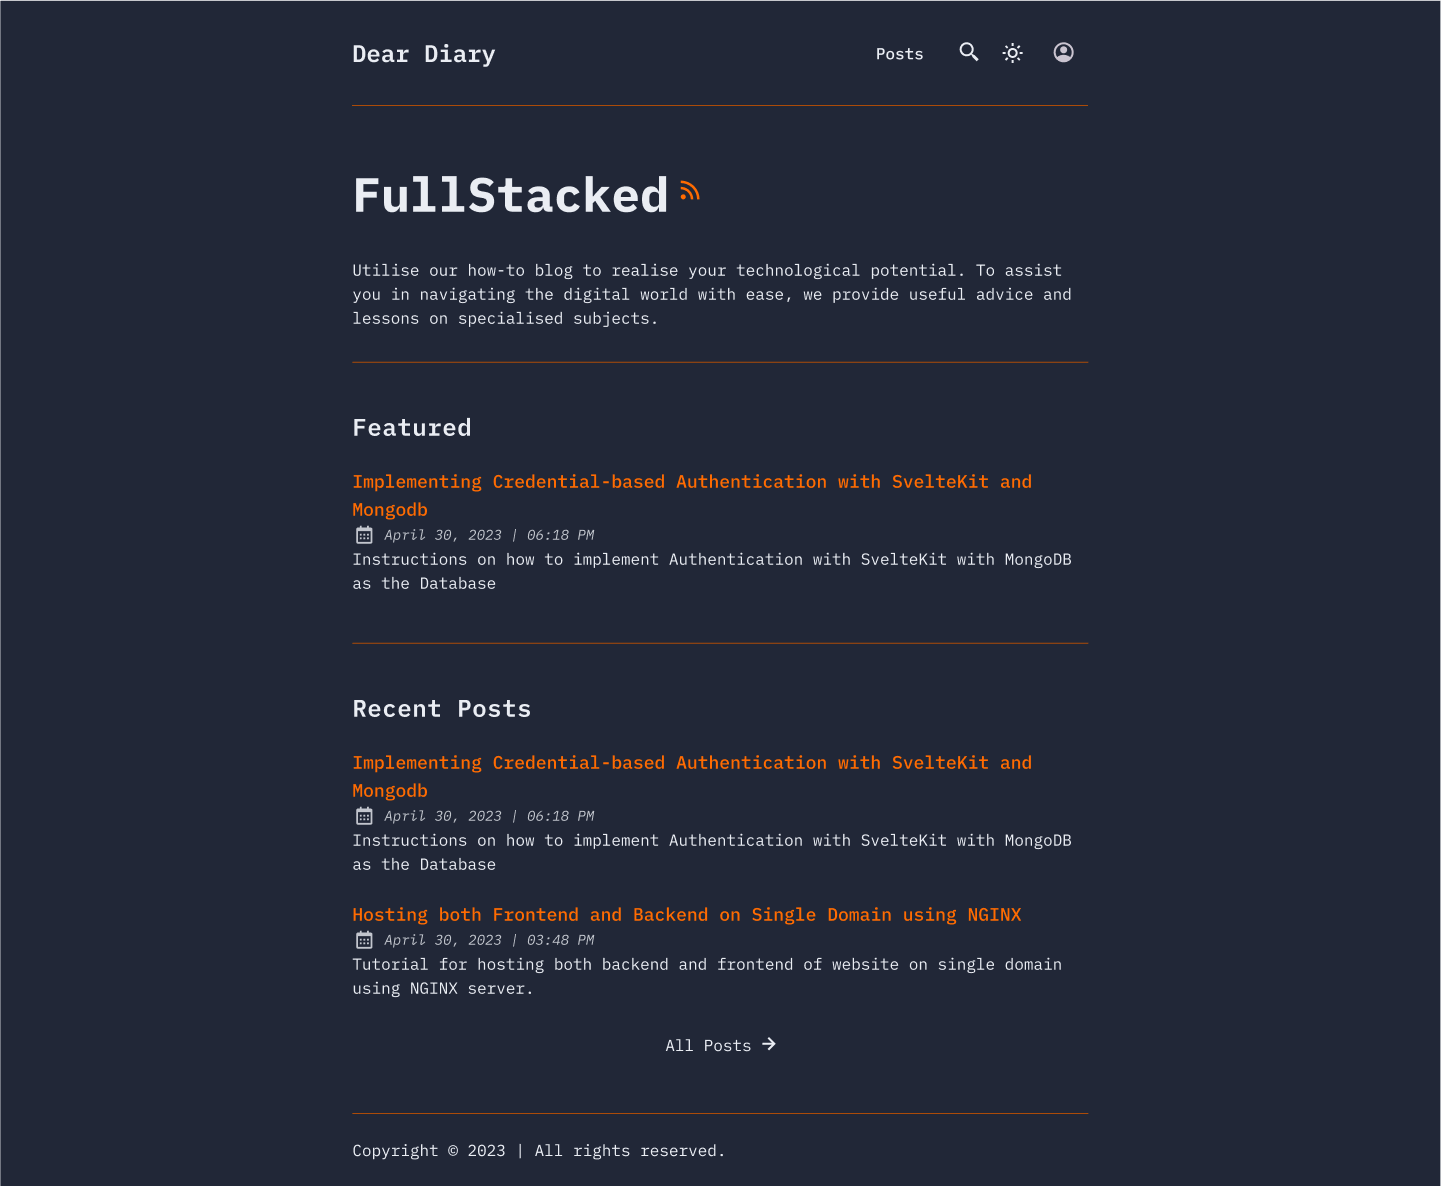 Dear Diary
Posts
FullStacked
Utilise our how-to blog to realise your technological potential. To assist
you in navigating the digital world with ease, we provide useful advice and
lessons on specialised subjects.
Featured
Implementing Credential-based Authentication with SvelteKit and
Mongodb
April 30, 2023 | 06:18 PM
Instructions on how to implement Authentication with SvelteKit with MongoDB
as the Database
Recent Posts
Implementing Credential-based Authentication with SvelteKit and
Mongodb
April 30, 2023 | 06:18 PM
Instructions on how to implement Authentication with SvelteKit with MongoDB
as the Database
Hosting both Frontend and Backend on Single Domain using NGINX
April 30, 2023 | 03:48 PM
Tutorial for hosting both backend and frontend of website on single domain
using NGINX server.
All Posts →
Copyright © 2023 | All rights reserved.